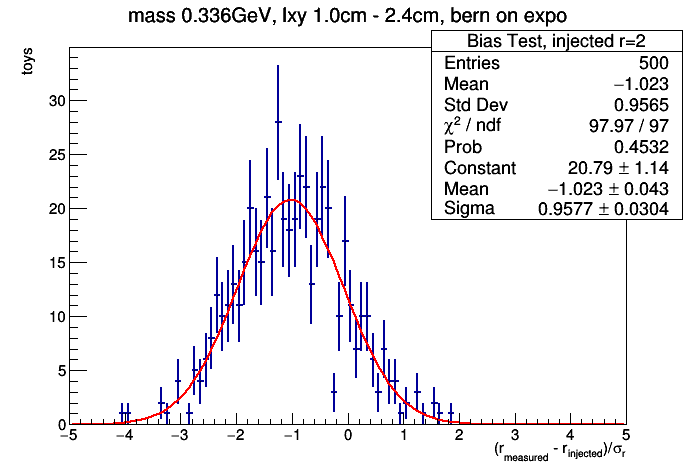 mass 0.336GeV, lxy 1.0cm - 2.4cm, bern on expo
Bias Test, injected r=2
Entries 500
Mean −1.023
Std Dev 0.9565
χ² / ndf 97.97 / 97
Prob 0.4532
Constant 20.79 ± 1.14
Mean −1.023 ± 0.043
Sigma 0.9577 ± 0.0304
toys
30
25
20
15
10
5
0
−5 −4 −3 −2 −1 0 1 2 3 4 5
(r_measured - r_injected)/σ_r